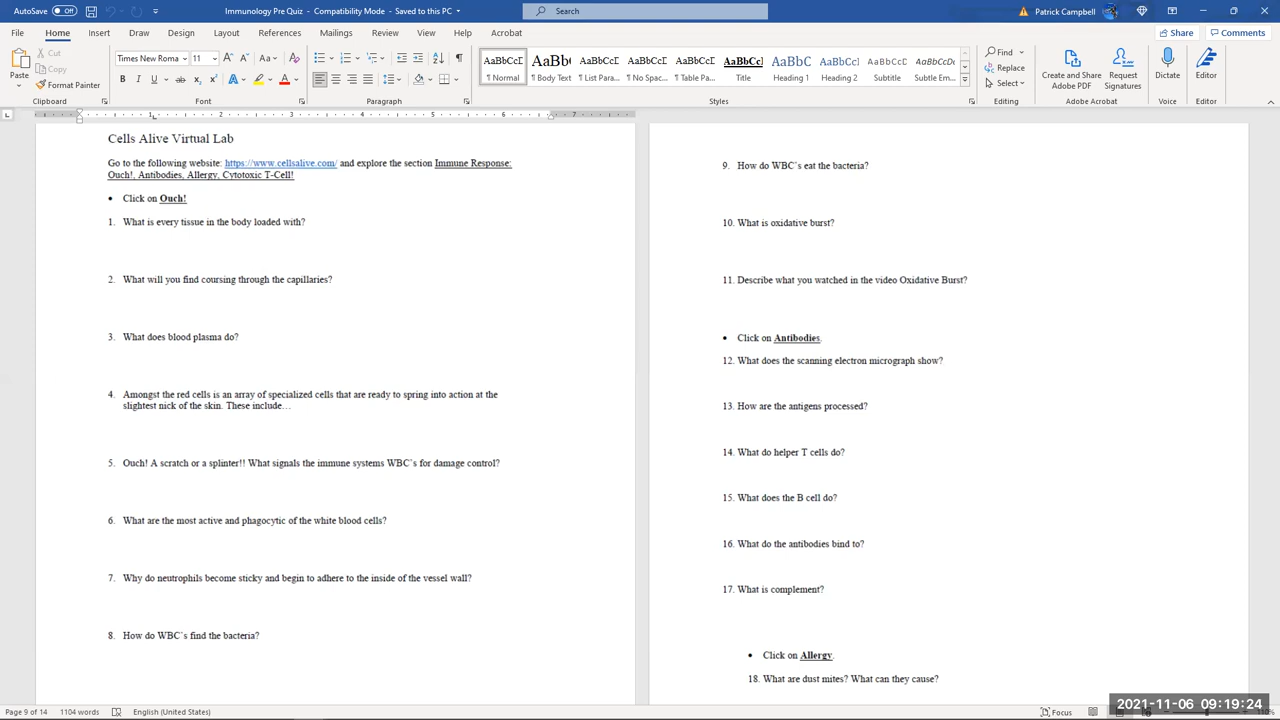 AutoSave Off
Immunology Pre Quiz - Compatibility Mode - Saved to this PC
Search
Patrick Campbell
File Home Insert Draw Design Layout References Mailings Review View Help Acrobat
Share Comments
Paste
Cut
Copy
Format Painter
Clipboard
Times New Roma 11
Font
Paragraph
AaBbCcDc ¶ Normal
¶ Body Text
¶ List Para...
¶ No Spac...
¶ Table Pa...
Title
Heading 1
Heading 2
Subtitle
Subtle Em...
Styles
Find
Replace
Select
Editing
Create and Share Adobe PDF
Request Signatures
Adobe Acrobat
Dictate
Voice
Editor
Editor
Cells Alive Virtual Lab
Go to the following website: https://www.cellsalive.com/ and explore the section Immune Response:
Ouch!, Antibodies, Allergy, Cytotoxic T-Cell!
• Click on Ouch!
1. What is every tissue in the body loaded with?
2. What will you find coursing through the capillaries?
3. What does blood plasma do?
4. Amongst the red cells is an array of specialized cells that are ready to spring into action at the
slightest nick of the skin. These include…
5. Ouch! A scratch or a splinter!! What signals the immune systems WBC's for damage control?
6. What are the most active and phagocytic of the white blood cells?
7. Why do neutrophils become sticky and begin to adhere to the inside of the vessel wall?
8. How do WBC's find the bacteria?
9. How do WBC's eat the bacteria?
10. What is oxidative burst?
11. Describe what you watched in the video Oxidative Burst?
• Click on Antibodies.
12. What does the scanning electron micrograph show?
13. How are the antigens processed?
14. What do helper T cells do?
15. What does the B cell do?
16. What do the antibodies bind to?
17. What is complement?
• Click on Allergy.
18. What are dust mites? What can they cause?
Page 9 of 14 1104 words English (United States)
Focus
2021-11-06 09:19:24